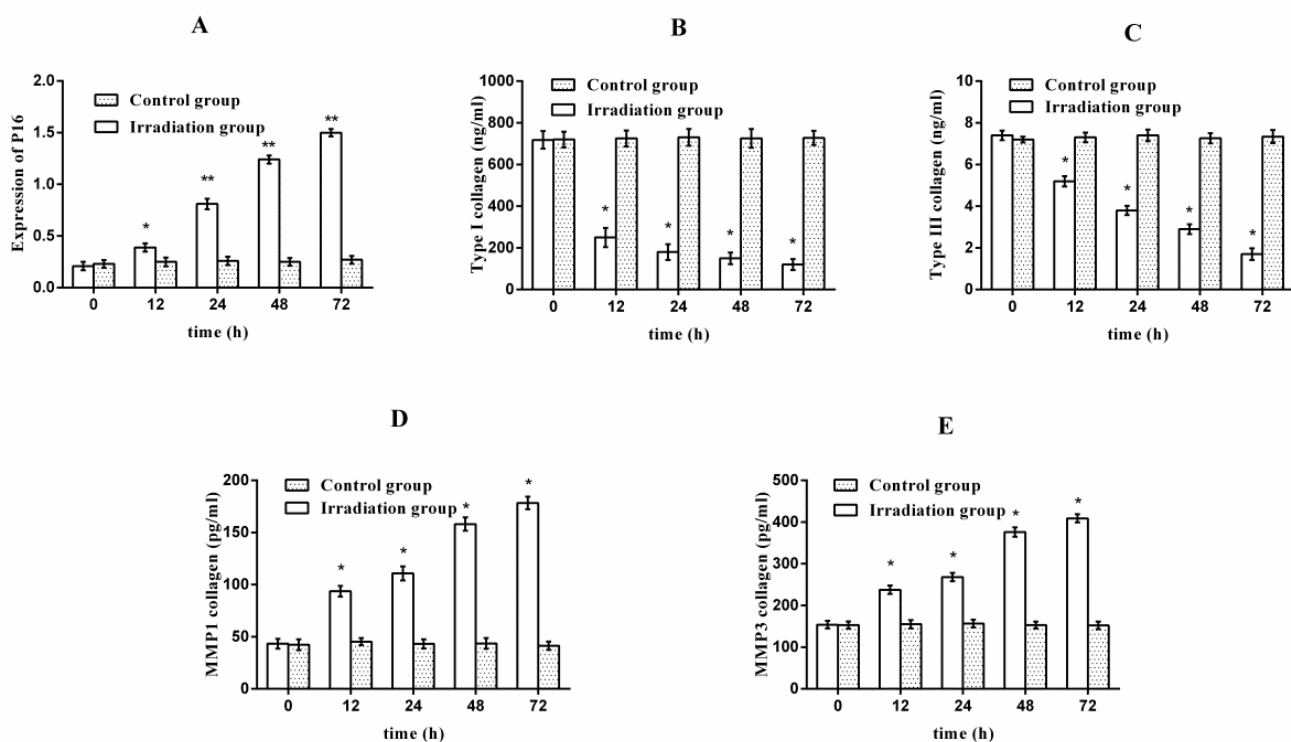 A
Expression of P16
2.0
1.5
1.0
0.5
0.0
Control group
Irradiation group
*
**
**
**
0 12 24 48 72
time (h)
B
Type I collagen (ng/ml)
1000
800
600
400
200
0
Control group
Irradiation group
*
*
*
*
0 12 24 48 72
time (h)
C
Type III collagen (ng/ml)
10
8
6
4
2
0
Control group
Irradiation group
*
*
*
*
0 12 24 48 72
time (h)
D
MMP1 collagen (pg/ml)
200
150
100
50
0
Control group
Irradiation group
*
*
*
*
0 12 24 48 72
time (h)
E
MMP3 collagen (pg/ml)
500
400
300
200
100
0
Control group
Irradiation group
*
*
*
*
0 12 24 48 72
time (h)